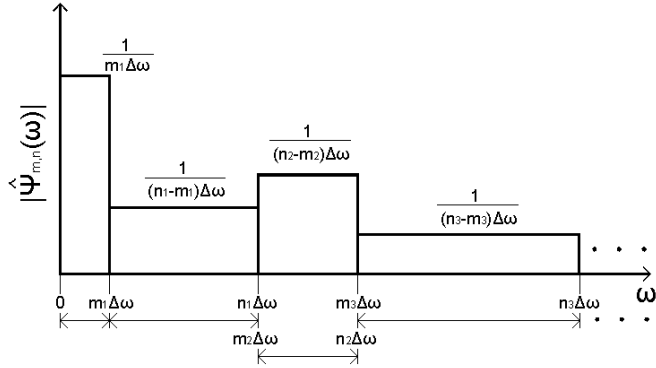 1
m₁Δω
1
(n₂-m₂)Δω
1
(n₁-m₁)Δω
1
(n₃-m₃)Δω
|Ψ̂ₘ,ₙ(ω)|
. . .
0 m₁Δω n₁Δω m₃Δω n₃Δω ω
. . .
m₂Δω n₂Δω